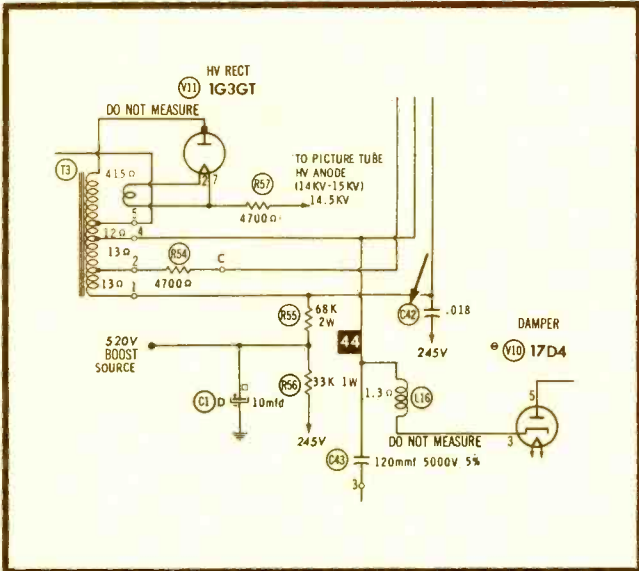 HV RECT
V11 1G3GT
DO NOT MEASURE
T3
415Ω
2 7
R57
4700Ω
TO PICTURE TUBE
HV ANODE
(14KV-15KV)
14.5KV
5
12Ω 4
13Ω
2 R54 C
13Ω 4700Ω
1
R55 68K
2W
C42 .018
245V
44
520V
BOOST
SOURCE
C1 D 10mfd
R56 33K 1W
245V
DAMPER
V10 17D4
5
1.3Ω L16
DO NOT MEASURE 3
C43 120mmf 5000V 5%
3